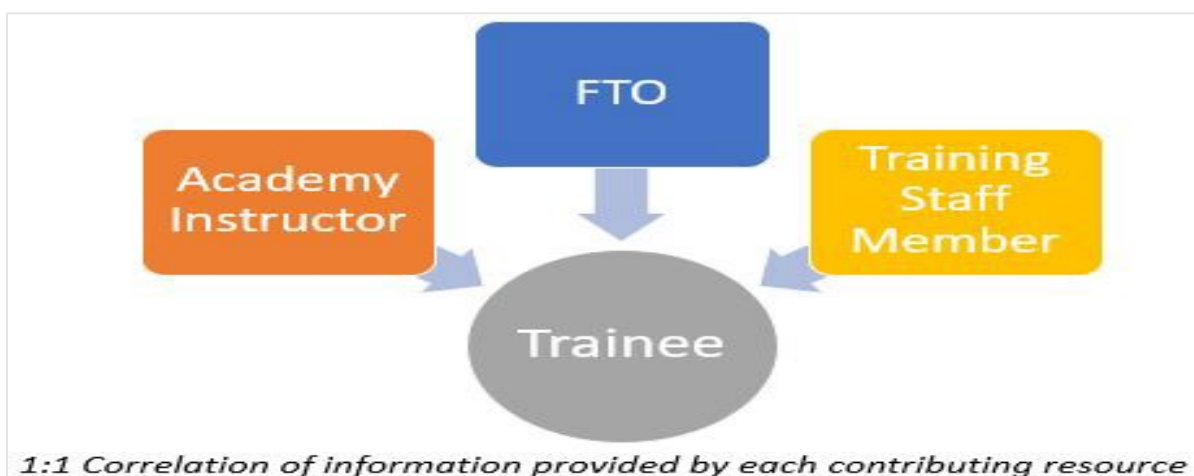 FTO
Academy
Instructor
Training
Staff
Member
Trainee
1:1 Correlation of information provided by each contributing resource